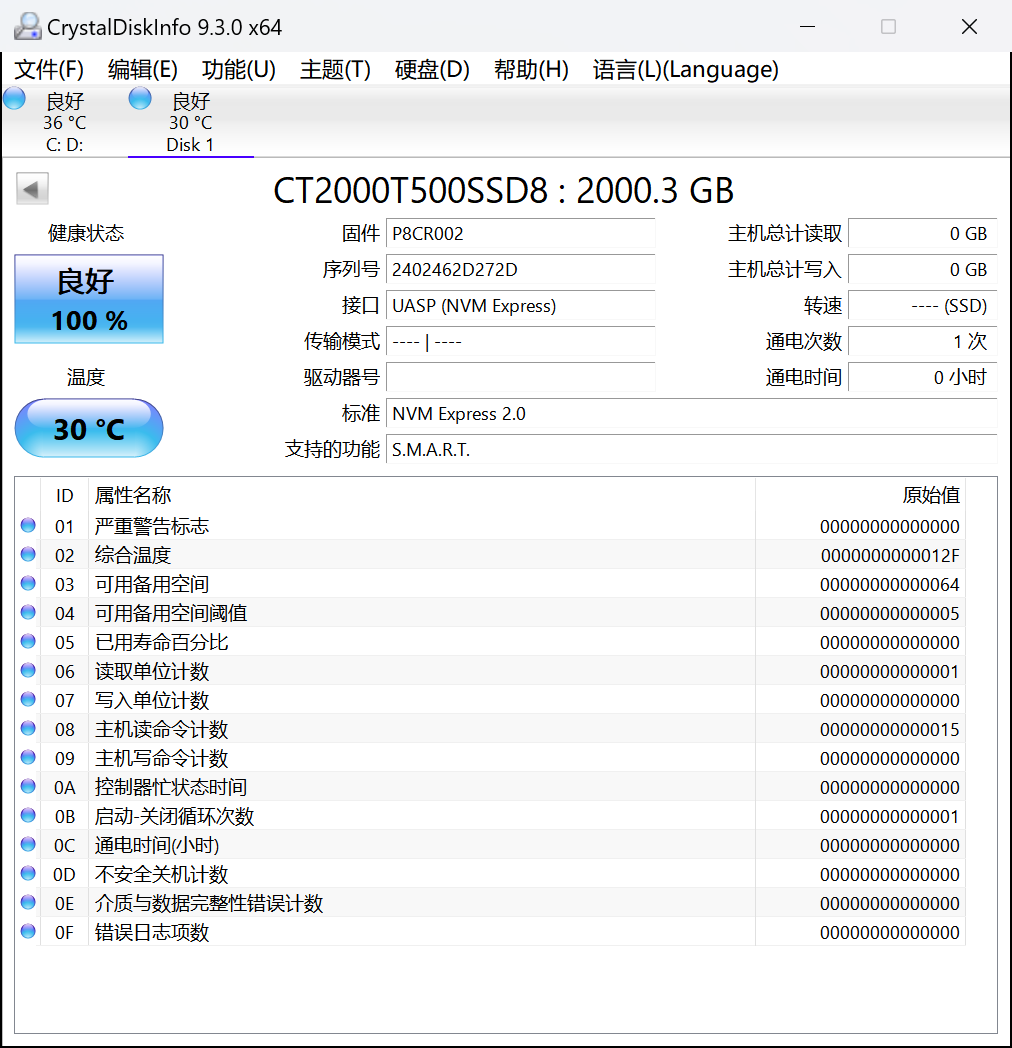 CrystalDiskInfo 9.3.0 x64
文件(F) 编辑(E) 功能(U) 主题(T) 硬盘(D) 帮助(H) 语言(L)(Language)
良好 良好
36 °C 30 °C
C: D: Disk 1
CT2000T500SSD8 : 2000.3 GB
健康状态
良好
100 %
温度
30 °C
固件 P8CR002 主机总计读取 0 GB
序列号 2402462D272D 主机总计写入 0 GB
接口 UASP (NVM Express) 转速 ---- (SSD)
传输模式 ---- | ---- 通电次数 1 次
驱动器号 通电时间 0 小时
标准 NVM Express 2.0
支持的功能 S.M.A.R.T.
ID 属性名称 原始值
01 严重警告标志 00000000000000
02 综合温度 0000000000012F
03 可用备用空间 00000000000064
04 可用备用空间阈值 00000000000005
05 已用寿命百分比 00000000000000
06 读取单位计数 00000000000001
07 写入单位计数 00000000000000
08 主机读命令计数 00000000000015
09 主机写命令计数 00000000000000
0A 控制器忙状态时间 00000000000000
0B 启动-关闭循环次数 00000000000001
0C 通电时间(小时) 00000000000000
0D 不安全关机计数 00000000000000
0E 介质与数据完整性错误计数 00000000000000
0F 错误日志项数 00000000000000